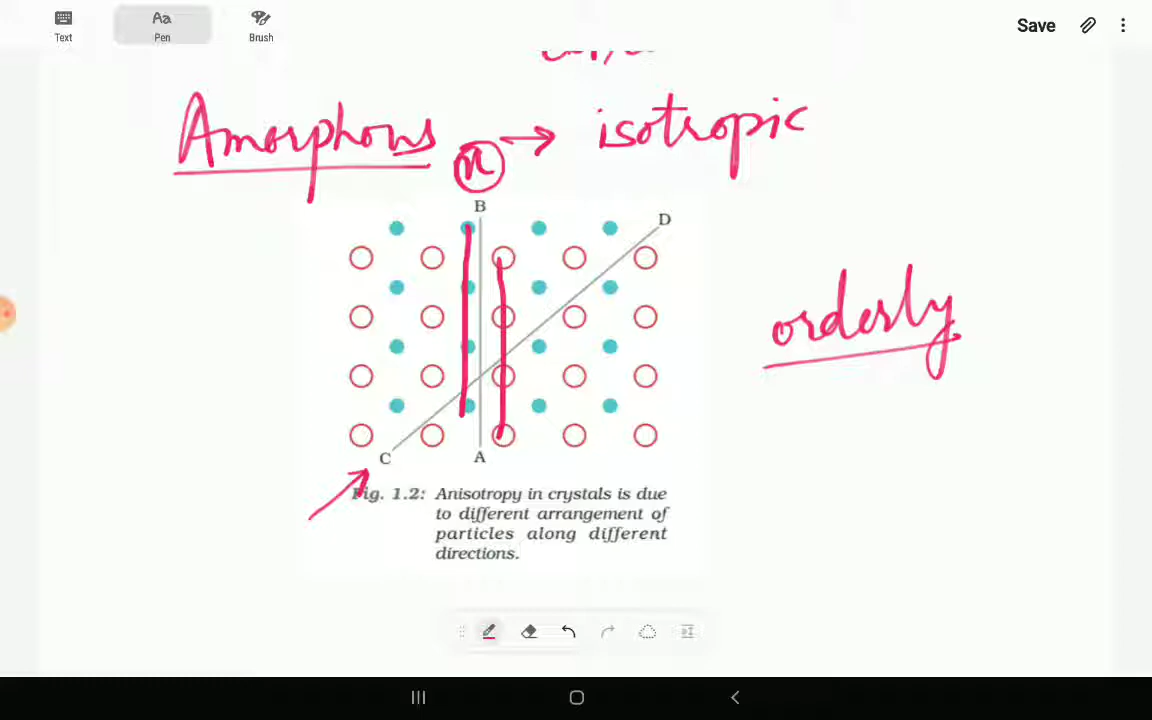 Text Pen Brush Save
Amorphous → isotropic
n
B
D
orderly
C A
Fig. 1.2: Anisotropy in crystals is due
to different arrangement of
particles along different
directions.